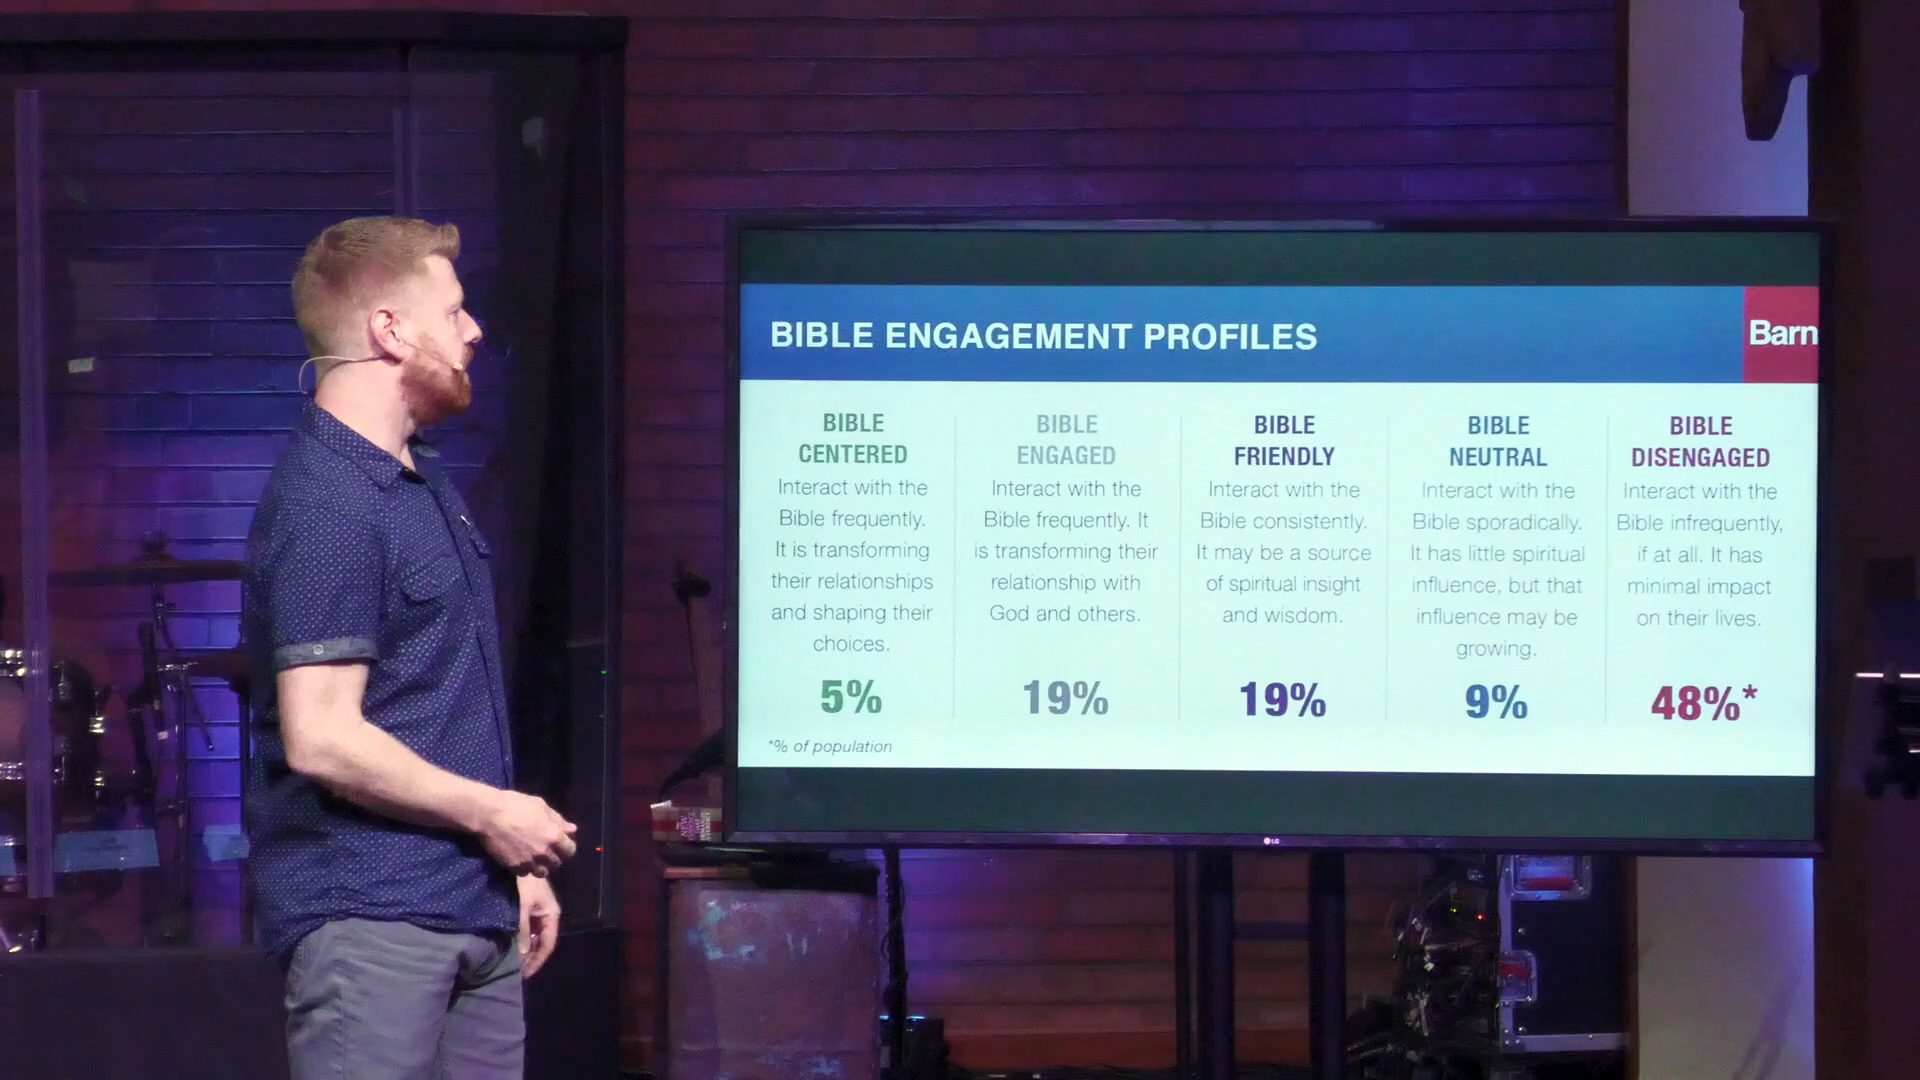 BIBLE ENGAGEMENT PROFILES
Barn
BIBLE
CENTERED
Interact with the
Bible frequently.
It is transforming
their relationships
and shaping their
choices.
5%
BIBLE
ENGAGED
Interact with the
Bible frequently. It
is transforming their
relationship with
God and others.
19%
BIBLE
FRIENDLY
Interact with the
Bible consistently.
It may be a source
of spiritual insight
and wisdom.
19%
BIBLE
NEUTRAL
Interact with the
Bible sporadically.
It has little spiritual
influence, but that
influence may be
growing.
9%
BIBLE
DISENGAGED
Interact with the
Bible infrequently,
if at all. It has
minimal impact
on their lives.
48%*
*% of population
LG